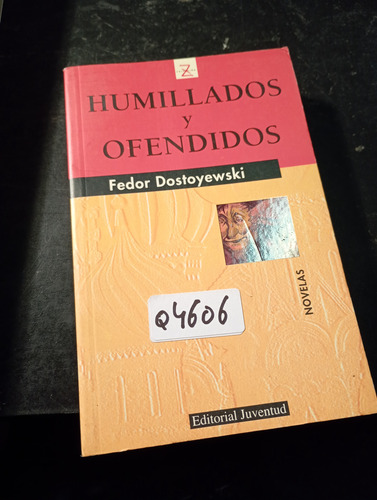 Z
HUMILLADOS
y
OFENDIDOS
Fedor Dostoyewski
NOVELAS
Q4606
Editorial Juventud